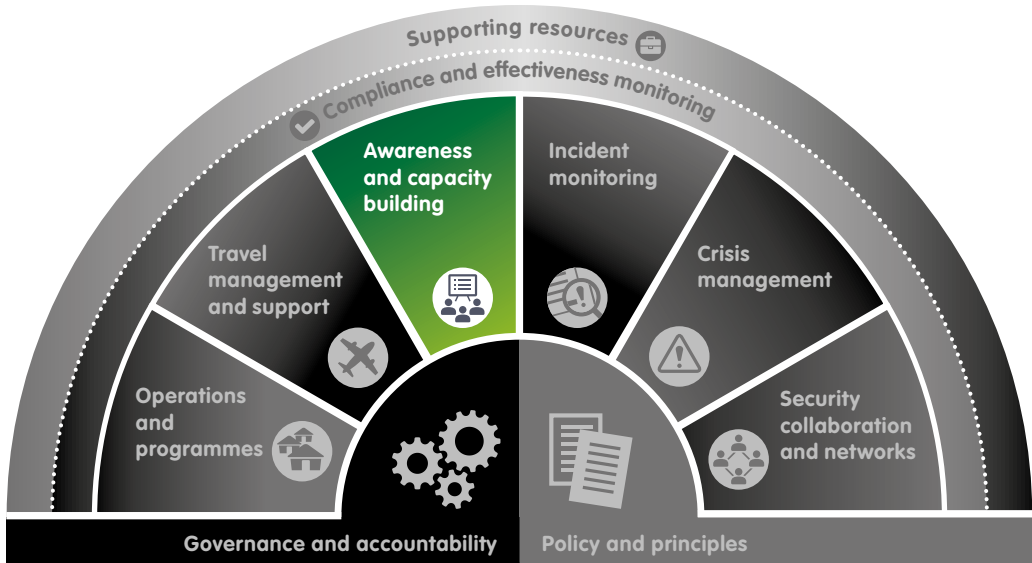 Supporting resources
Compliance and effectiveness monitoring
Awareness
and capacity
building
Incident
monitoring
Travel
management
and support
Crisis
management
Operations
and
programmes
Security
collaboration
and networks
Governance and accountability
Policy and principles